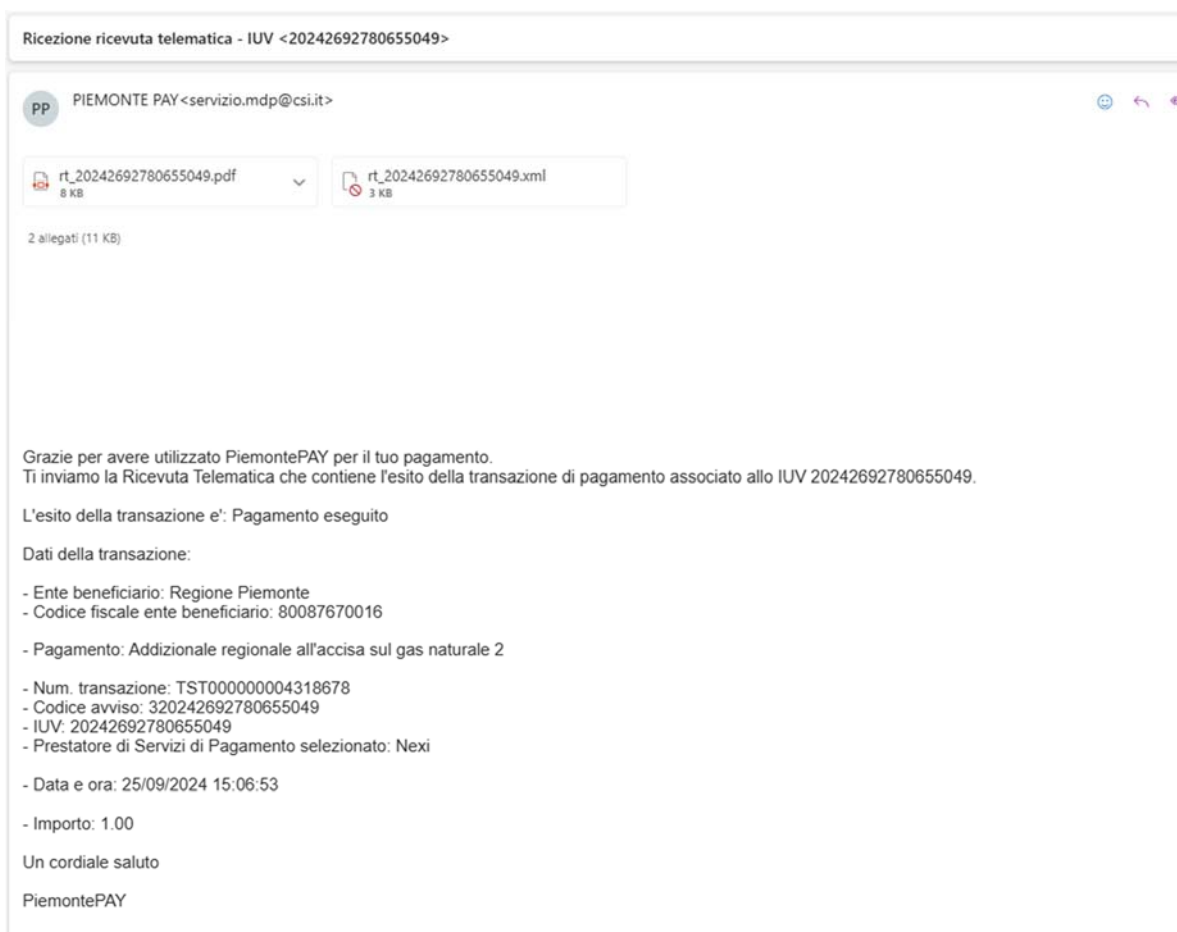 Ricezione ricevuta telematica - IUV <20242692780655049>
PP
PIEMONTE PAY<servizio.mdp@csi.it>
rt_20242692780655049.pdf
8 KB
rt_20242692780655049.xml
3 KB
2 allegati (11 KB)
Grazie per avere utilizzato PiemontePAY per il tuo pagamento.
Ti inviamo la Ricevuta Telematica che contiene l'esito della transazione di pagamento associato allo IUV 20242692780655049.
L'esito della transazione e': Pagamento eseguito
Dati della transazione:
- Ente beneficiario: Regione Piemonte
- Codice fiscale ente beneficiario: 80087670016
- Pagamento: Addizionale regionale all'accisa sul gas naturale 2
- Num. transazione: TST000000004318678
- Codice avviso: 320242692780655049
- IUV: 20242692780655049
- Prestatore di Servizi di Pagamento selezionato: Nexi
- Data e ora: 25/09/2024 15:06:53
- Importo: 1.00
Un cordiale saluto
PiemontePAY